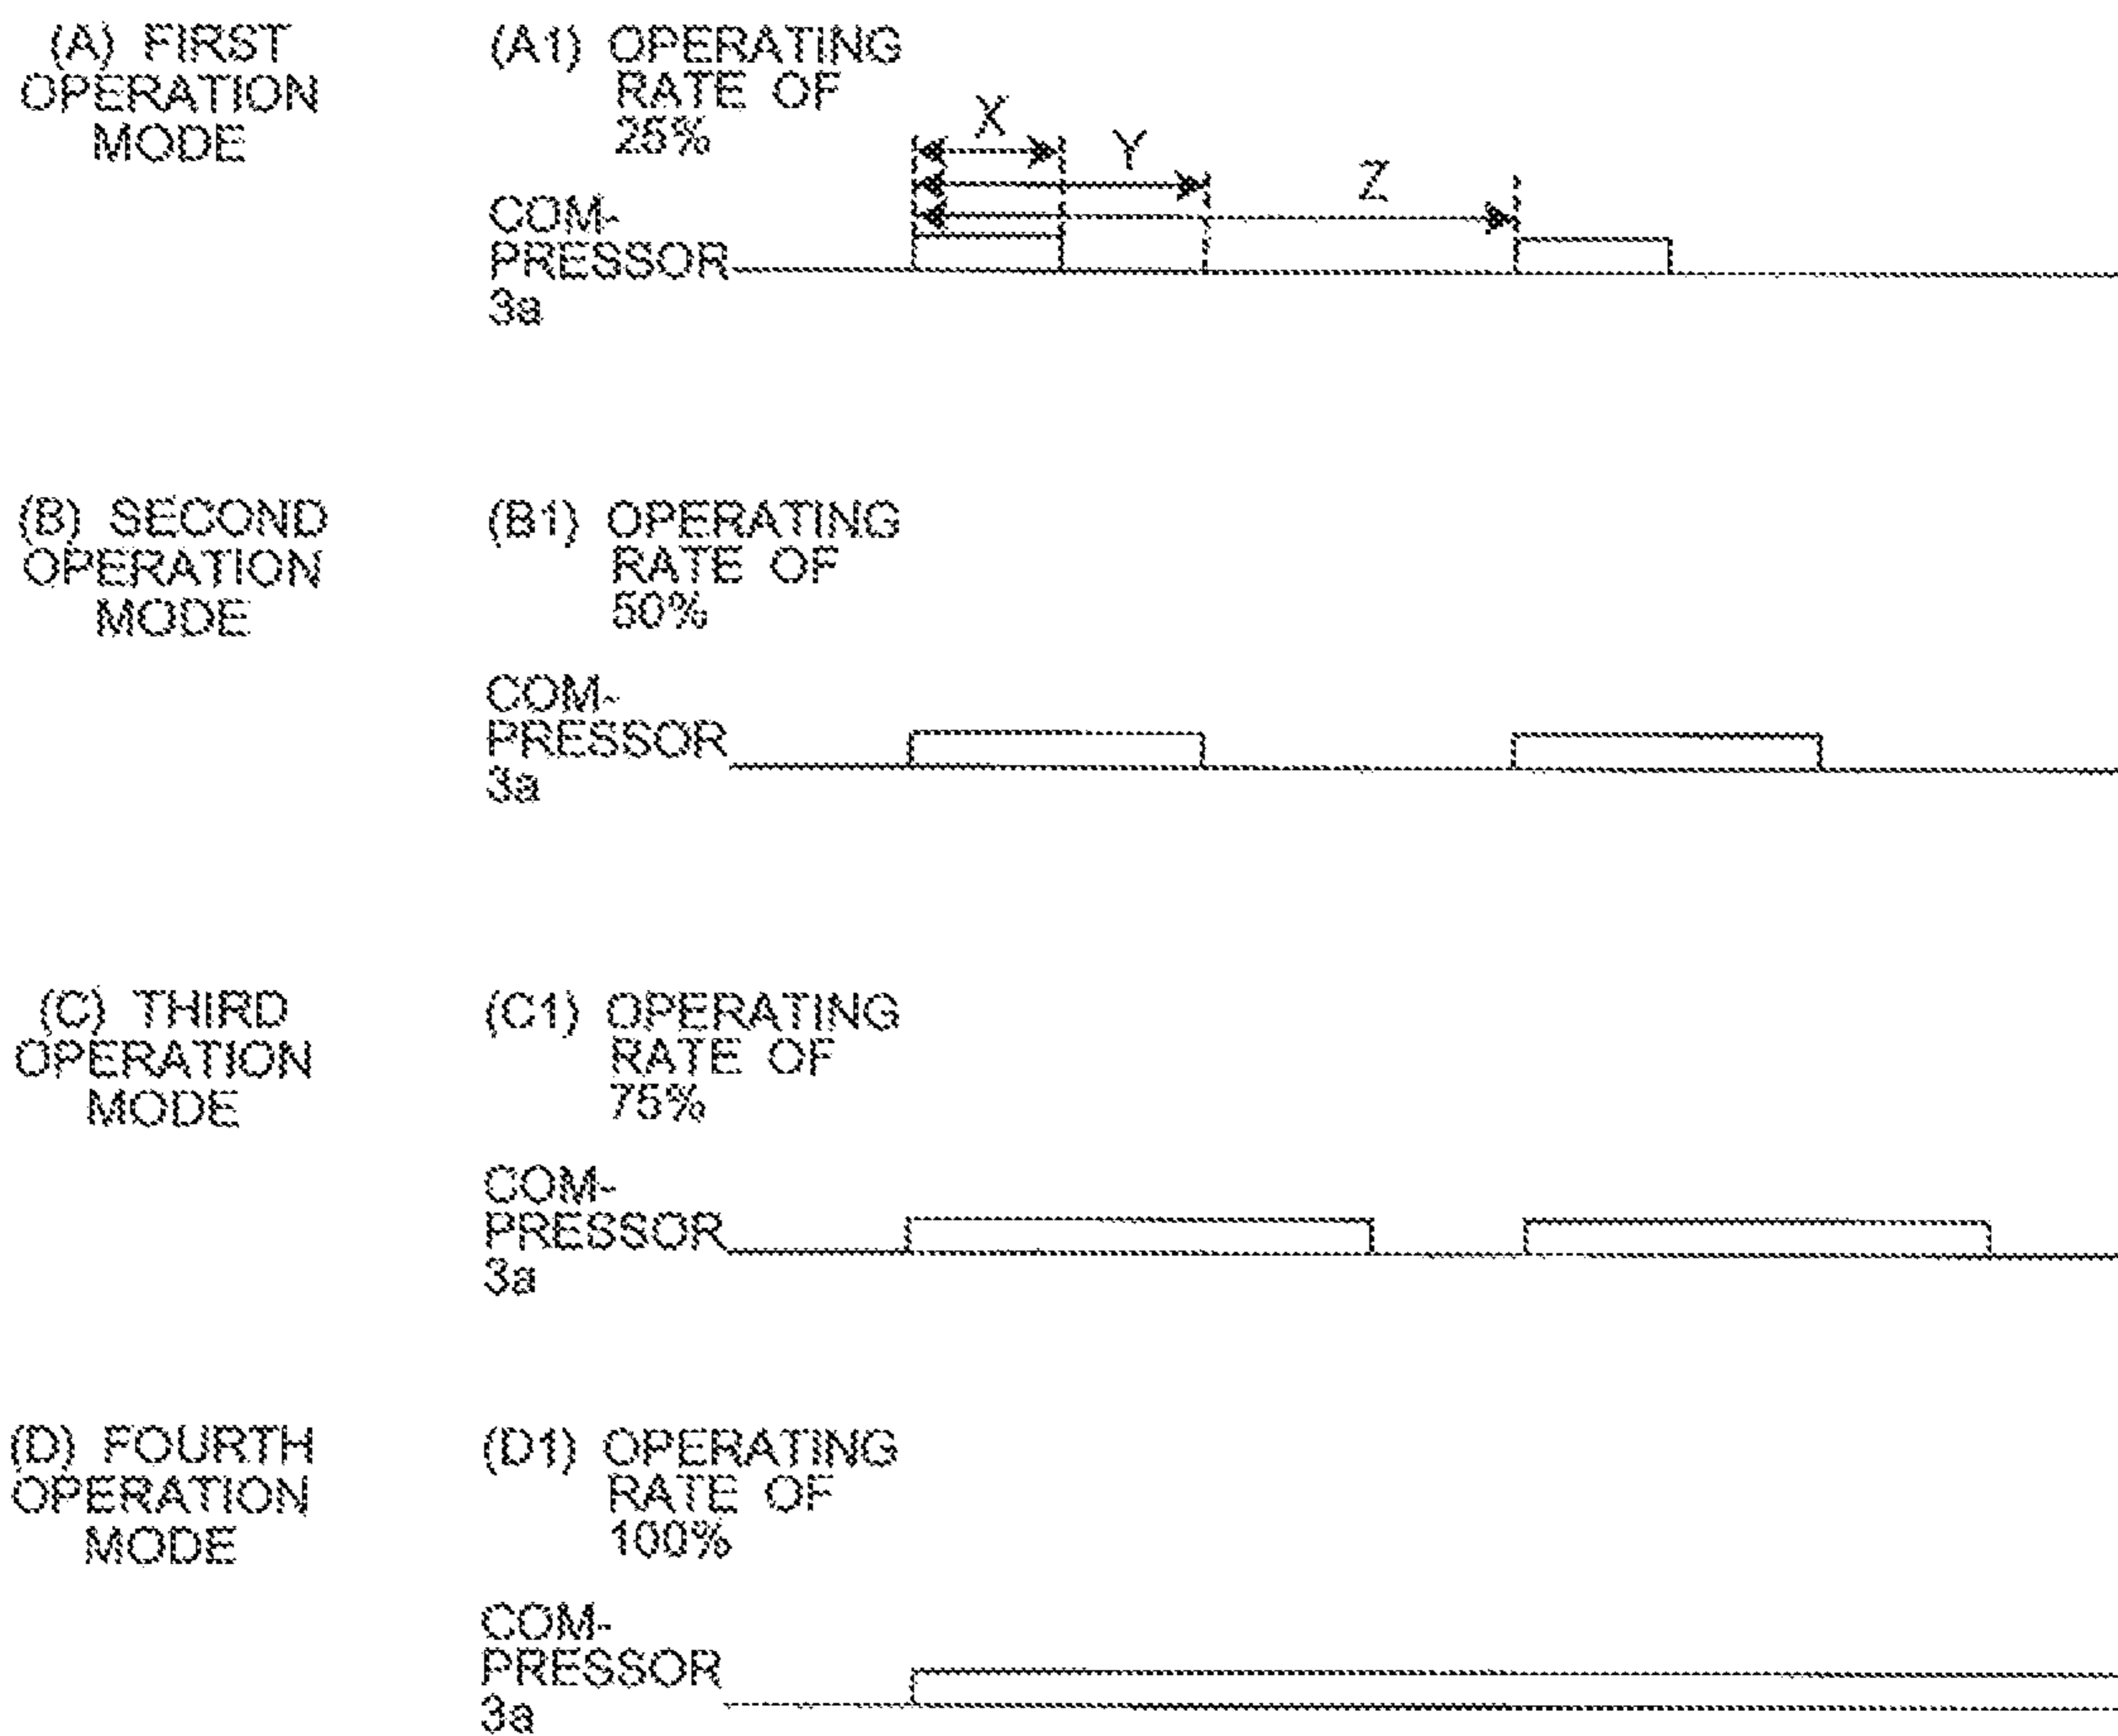 (A) FIRST
OPERATION
MODE
(A1) OPERATING
RATE OF
25%
X
Y
Z
COM-
PRESSOR
3a
(B) SECOND
OPERATION
MODE
(B1) OPERATING
RATE OF
50%
COM-
PRESSOR
3a
(C) THIRD
OPERATION
MODE
(C1) OPERATING
RATE OF
75%
COM-
PRESSOR
3a
(D) FOURTH
OPERATION
MODE
(D1) OPERATING
RATE OF
100%
COM-
PRESSOR
3a